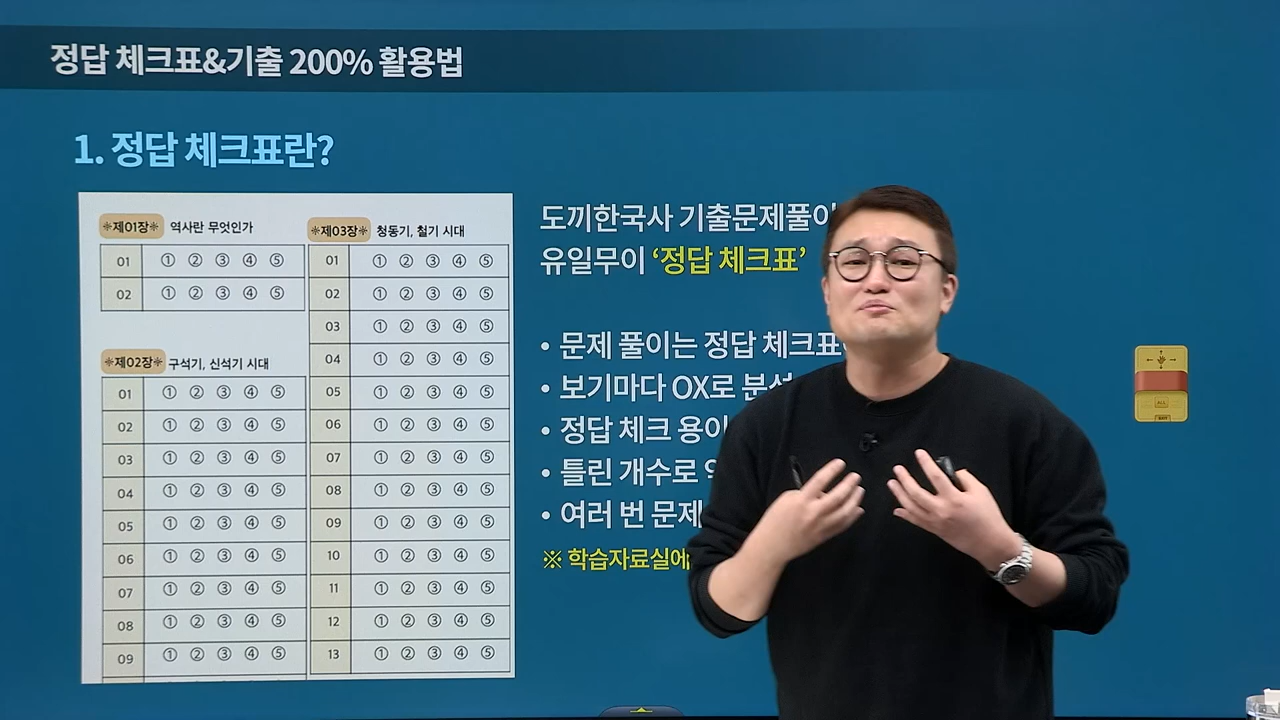 정답 체크표&기출 200% 활용법
1. 정답 체크표란?
*제01장* 역사란 무엇인가
01 ① ② ③ ④ ⑤
02 ① ② ③ ④ ⑤
*제02장* 구석기, 신석기 시대
01 ① ② ③ ④ ⑤
02 ① ② ③ ④ ⑤
03 ① ② ③ ④ ⑤
04 ① ② ③ ④ ⑤
05 ① ② ③ ④ ⑤
06 ① ② ③ ④ ⑤
07 ① ② ③ ④ ⑤
08 ① ② ③ ④ ⑤
09 ① ② ③ ④ ⑤
*제03장* 청동기, 철기 시대
01 ① ② ③ ④ ⑤
02 ① ② ③ ④ ⑤
03 ① ② ③ ④ ⑤
04 ① ② ③ ④ ⑤
05 ① ② ③ ④ ⑤
06 ① ② ③ ④ ⑤
07 ① ② ③ ④ ⑤
08 ① ② ③ ④ ⑤
09 ① ② ③ ④ ⑤
10 ① ② ③ ④ ⑤
11 ① ② ③ ④ ⑤
12 ① ② ③ ④ ⑤
13 ① ② ③ ④ ⑤
도끼한국사 기출문제풀이
유일무이 ‘정답 체크표’
• 문제 풀이는 정답 체크표
• 보기마다 OX로 분석
• 정답 체크 용이
• 틀린 개수로
• 여러 번 문제
※ 학습자료실에